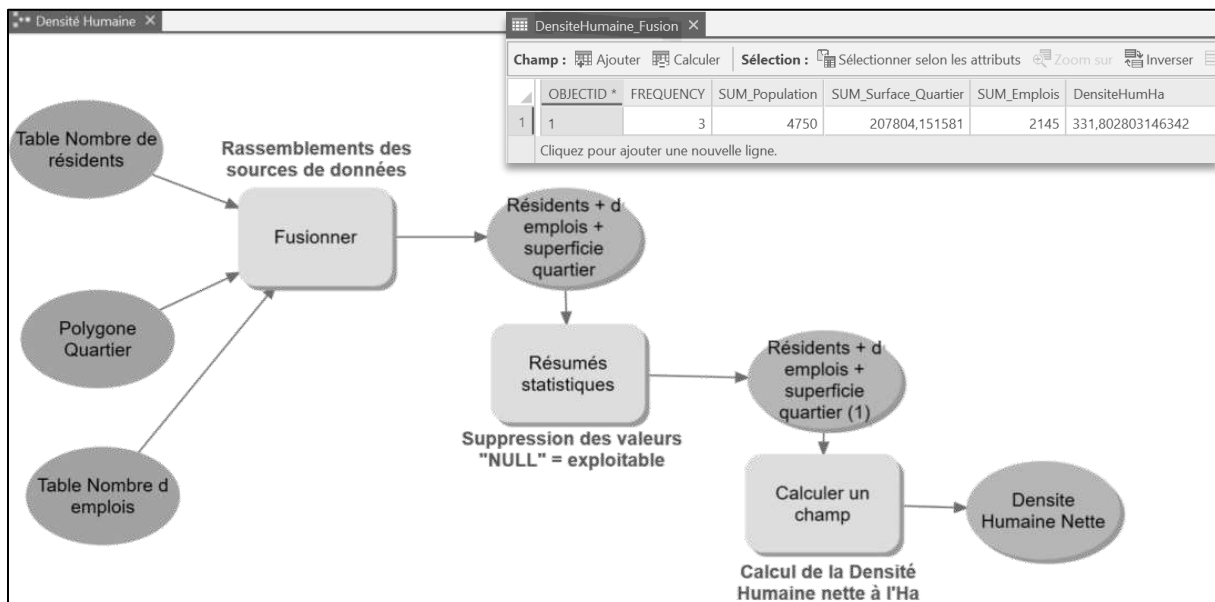 Densité Humaine
DensiteHumaine_Fusion
Champ : Ajouter Calculer Sélection : Sélectionner selon les attributs Zoom sur Inverser
OBJECTID * FREQUENCY SUM_Population SUM_Surface_Quartier SUM_Emplois DensiteHumHa
1 1 3 4750 207804,151581 2145 331,802803146342
Cliquez pour ajouter une nouvelle ligne.
Table Nombre de
résidents
Rassemblements des
sources de données
Fusionner
Résidents + d
emplois +
superficie
quartier
Polygone
Quartier
Résumés
statistiques
Résidents + d
emplois +
superficie
quartier (1)
Suppression des valeurs
"NULL" = exploitable
Table Nombre d
emplois
Calculer un
champ
Densite
Humaine Nette
Calcul de la Densité
Humaine nette à l'Ha